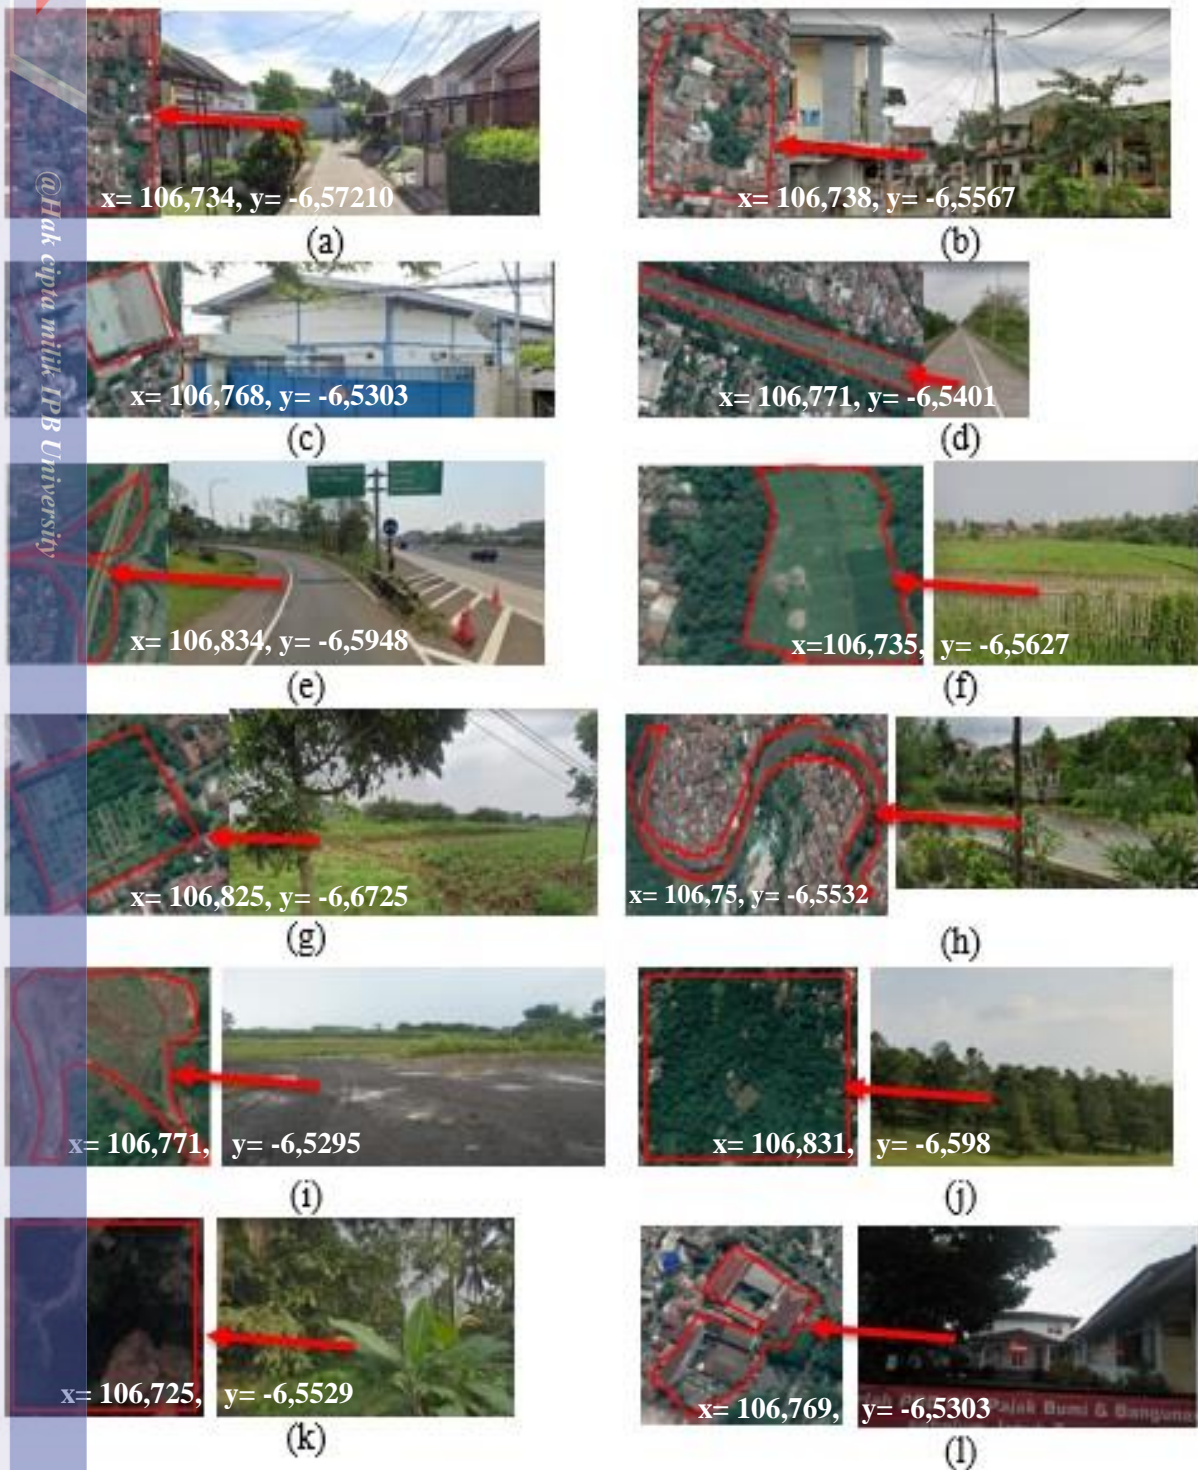 @Hak cipta milik IPB University
x= 106,734, y= -6,57210
(a)
x= 106,738, y= -6,5567
(b)
x= 106,768, y= -6,5303
(c)
x= 106,771, y= -6,5401
(d)
x= 106,834, y= -6,5948
(e)
x=106,735, y= -6,5627
(f)
x= 106,825, y= -6,6725
(g)
x= 106,75, y= -6,5532
(h)
x= 106,771, y= -6,5295
(i)
x= 106,831, y= -6,598
(j)
x= 106,725, y= -6,5529
(k)
Pajak Bumi & Bangunan
x= 106,769, y= -6,5303
(l)